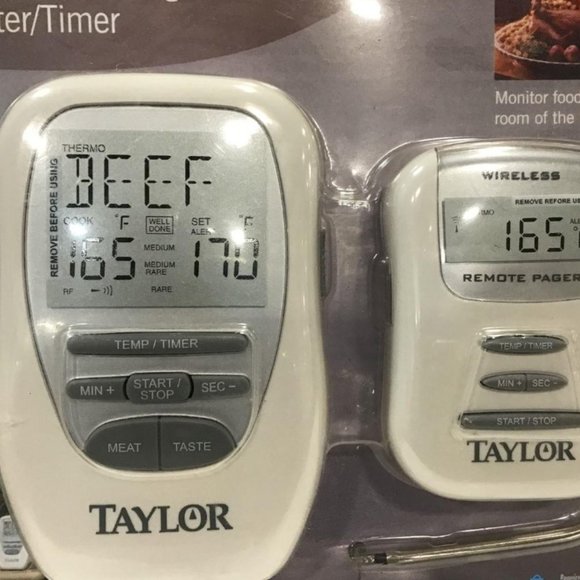 ter/Timer
Monitor food
room of the
REMOVE BEFORE USING
THERMO
BEEF
COOK °F WELL DONE SET ALERT °F
165 MEDIUM 170
MEDIUM RARE
RF RARE
TEMP / TIMER
MIN + START / STOP SEC -
MEAT TASTE
TAYLOR
WIRELESS
REMOVE BEFORE US
165
REMOTE PAGER
TEMP / TIMER
MIN + SEC -
START / STOP
TAYLOR